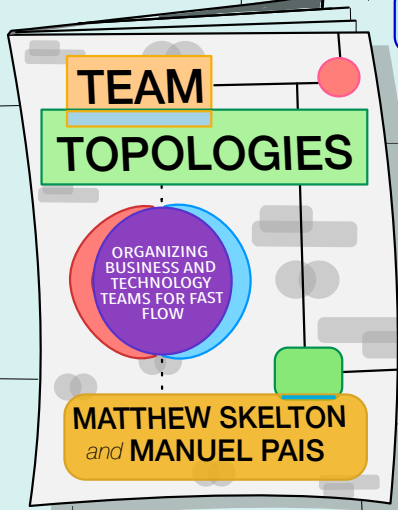 TEAM
TOPOLOGIES
ORGANIZING
BUSINESS AND
TECHNOLOGY
TEAMS FOR FAST
FLOW
MATTHEW SKELTON
and MANUEL PAIS